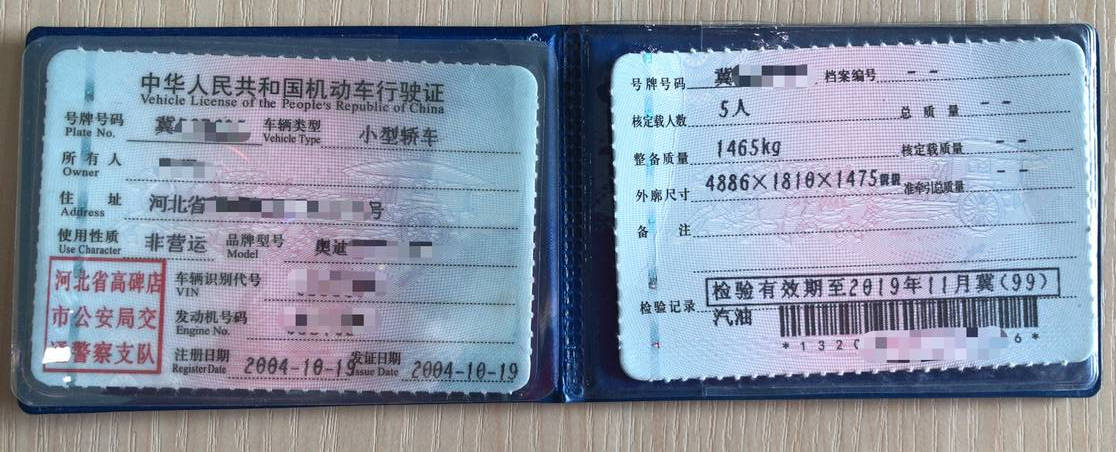 中华人民共和国机动车行驶证
Vehicle License of the People's Republic of China
号牌号码 冀 车辆类型 小型轿车
Plate No. Vehicle Type
所有人
Owner
住址 河北省 号
Address
使用性质 非营运 品牌型号 奥迪
Use Character Model
河北省高碑店
市公安局交
警察支队
车辆识别代号
VIN
发动机号码
Engine No.
注册日期 2004-10-19 发证日期 2004-10-19
Register Date Issue Date
号牌号码 冀 档案编号 --
核定载人数 5人 总质量 --
整备质量 1465kg 核定载质量 --
外廓尺寸 4886×1810×1475 准牵引总质量 --
备注
检验有效期至2019年11月冀(99)
检验记录 汽油
*1320 6*